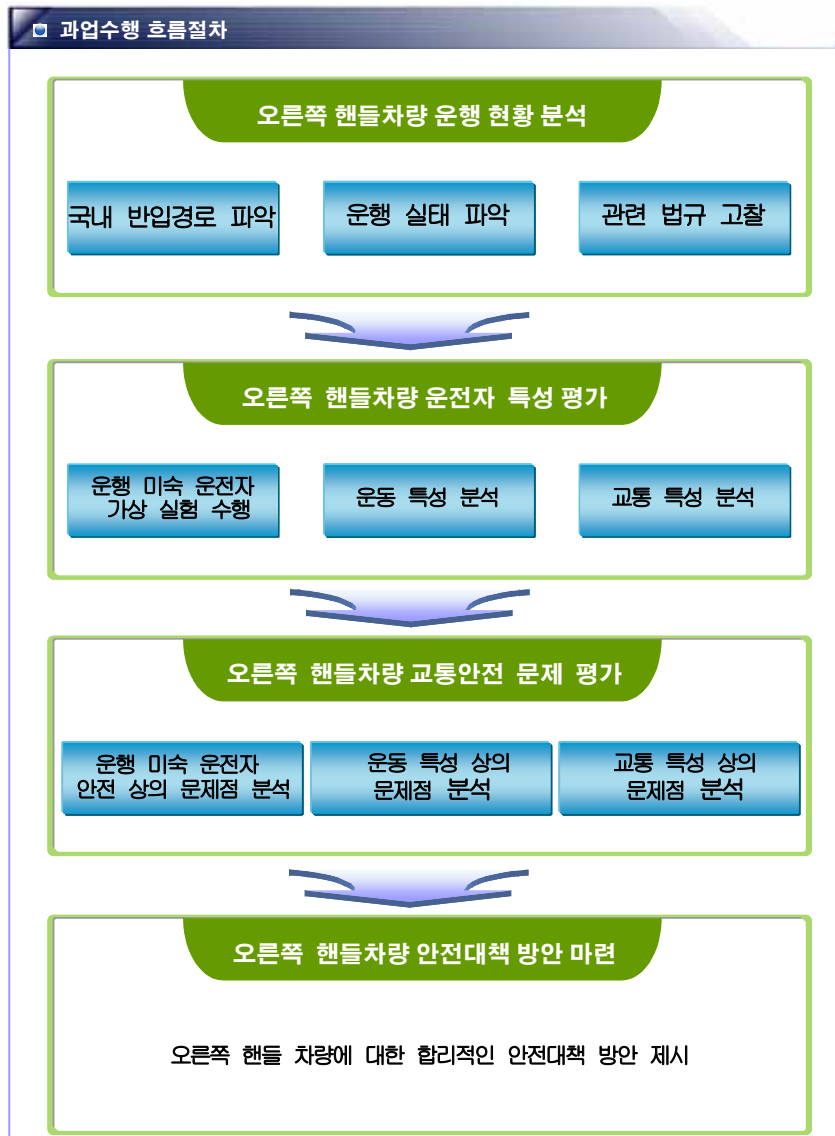 과업수행 흐름절차
오른쪽 핸들차량 운행 현황 분석
국내 반입경로 파악
운행 실태 파악
관련 법규 고찰
오른쪽 핸들차량 운전자 특성 평가
운행 미숙 운전자
가상 실험 수행
운동 특성 분석
교통 특성 분석
오른쪽 핸들차량 교통안전 문제 평가
운행 미숙 운전자
안전 상의 문제점 분석
운동 특성 상의
문제점 분석
교통 특성 상의
문제점 분석
오른쪽 핸들차량 안전대책 방안 마련
오른쪽 핸들 차량에 대한 합리적인 안전대책 방안 제시